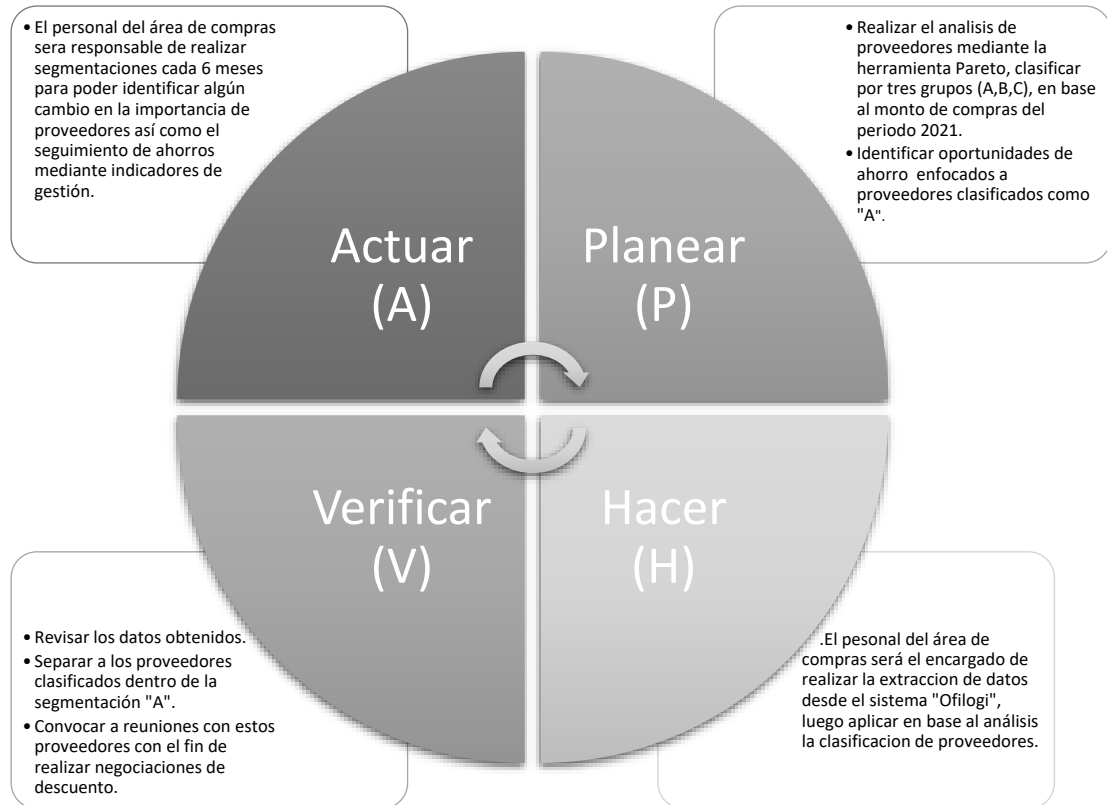 • El personal del área de compras
sera responsable de realizar
segmentaciones cada 6 meses
para poder identificar algún
cambio en la importancia de
proveedores así como el
seguimiento de ahorros
mediante indicadores de
gestión.
• Realizar el analisis de
proveedores mediante la
herramienta Pareto, clasificar
por tres grupos (A,B,C), en base
al monto de compras del
periodo 2021.
• Identificar oportunidades de
ahorro enfocados a
proveedores clasificados como
"A".
Actuar
(A)
Planear
(P)
Verificar
(V)
Hacer
(H)
• Revisar los datos obtenidos.
• Separar a los proveedores
clasificados dentro de la
segmentación "A".
• Convocar a reuniones con estos
proveedores con el fin de
realizar negociaciones de
descuento.
.El pesonal del área de
compras será el encargado de
realizar la extraccion de datos
desde el sistema "Ofilogi",
luego aplicar en base al análisis
la clasificacion de proveedores.